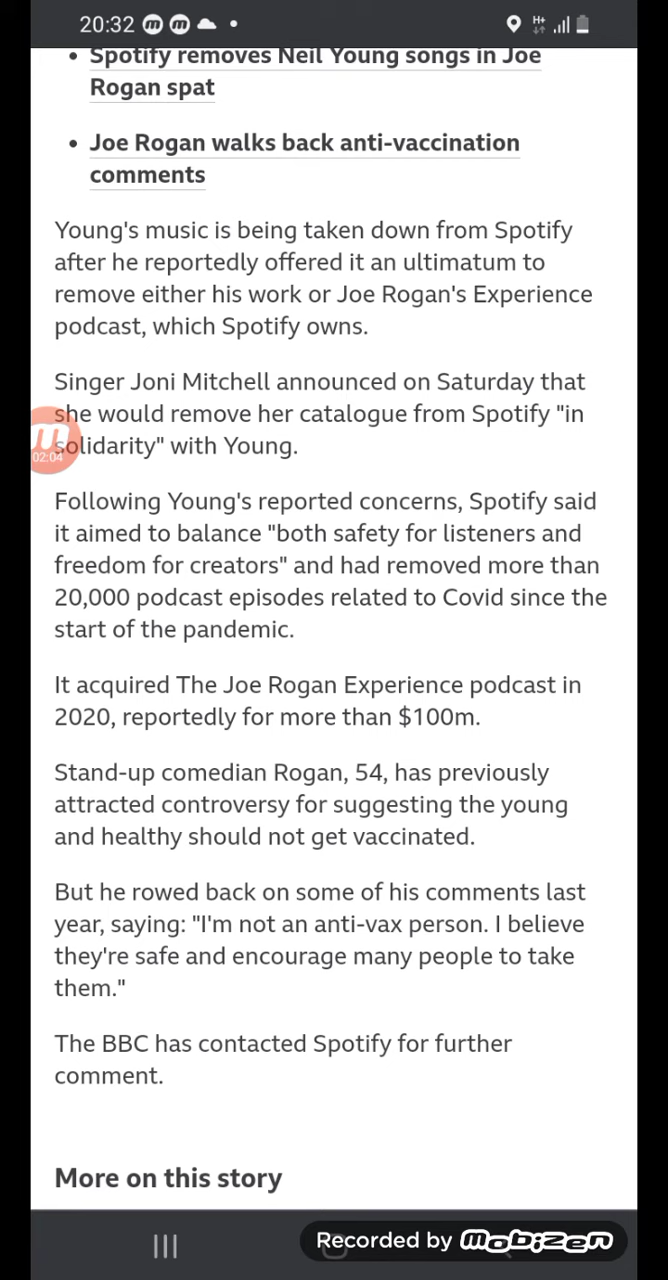 20:32
H+
Spotify removes Neil Young songs in Joe
Rogan spat
Joe Rogan walks back anti-vaccination
comments
Young's music is being taken down from Spotify
after he reportedly offered it an ultimatum to
remove either his work or Joe Rogan's Experience
podcast, which Spotify owns.
Singer Joni Mitchell announced on Saturday that
she would remove her catalogue from Spotify "in
solidarity" with Young.
02:04
Following Young's reported concerns, Spotify said
it aimed to balance "both safety for listeners and
freedom for creators" and had removed more than
20,000 podcast episodes related to Covid since the
start of the pandemic.
It acquired The Joe Rogan Experience podcast in
2020, reportedly for more than $100m.
Stand-up comedian Rogan, 54, has previously
attracted controversy for suggesting the young
and healthy should not get vaccinated.
But he rowed back on some of his comments last
year, saying: "I'm not an anti-vax person. I believe
they're safe and encourage many people to take
them."
The BBC has contacted Spotify for further
comment.
More on this story
Recorded by mobizen